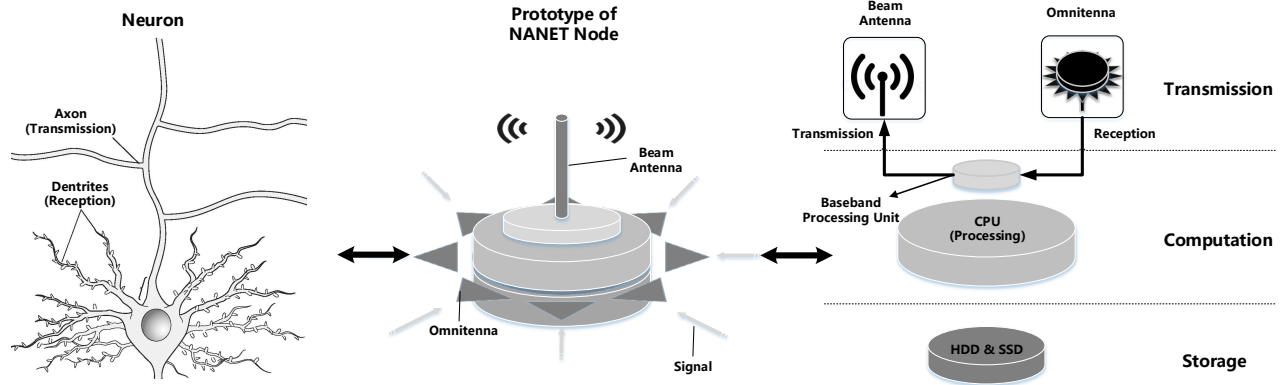 Neuron
Axon
(Transmission)
Dentrites
(Reception)
Prototype of
NANET Node
Beam
Antenna
Omnitenna
Signal
Beam
Antenna
Omnitenna
Transmission
Transmission
Reception
Baseband
Processing Unit
CPU
(Processing)
Computation
HDD & SSD
Storage